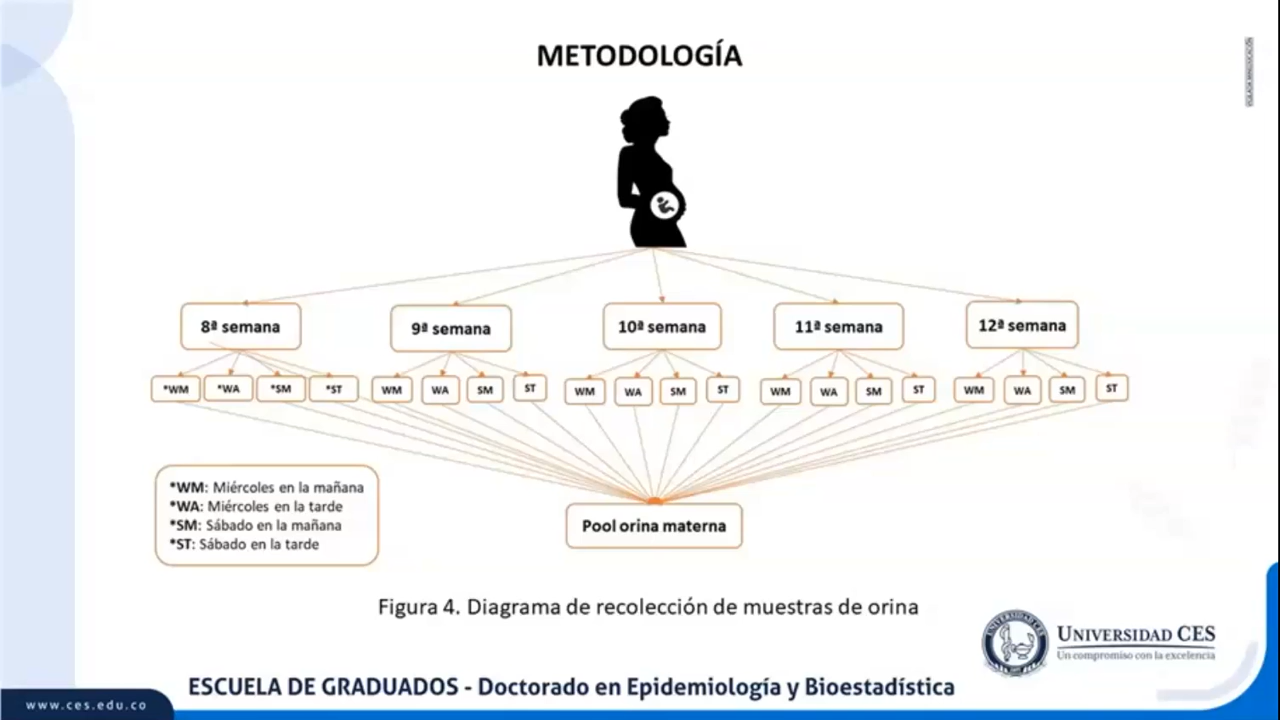 METODOLOGÍA
8ª semana
9ª semana
10ª semana
11ª semana
12ª semana
*WM *WA *SM *ST WM WA SM ST WM WA SM ST WM WA SM ST WM WA SM ST
*WM: Miércoles en la mañana
*WA: Miércoles en la tarde
*SM: Sábado en la mañana
*ST: Sábado en la tarde
Pool orina materna
Figura 4. Diagrama de recolección de muestras de orina
UNIVERSIDAD CES
Un compromiso con la excelencia
ESCUELA DE GRADUADOS - Doctorado en Epidemiología y Bioestadística
www.ces.edu.co